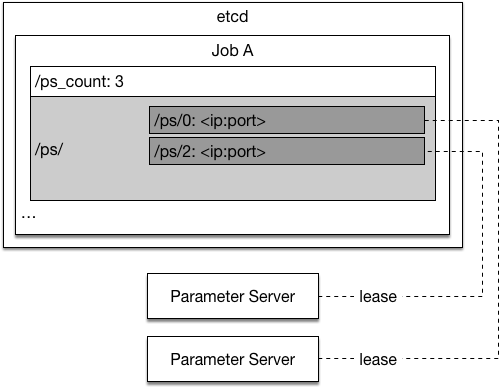 etcd
Job A
/ps_count: 3
/ps/0: <ip:port>
/ps/
/ps/2: <ip:port>
...
Parameter Server
lease
Parameter Server
lease